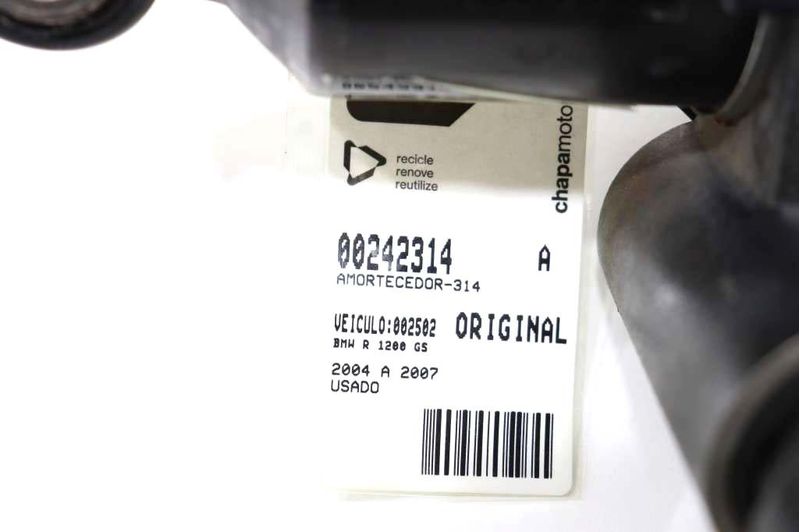 recicle
renove
reutilize
chapamoto
00242314 A
AMORTECEDOR-314
VEICULO:002502 ORIGINAL
BMW R 1200 GS
2004 A 2007
USADO